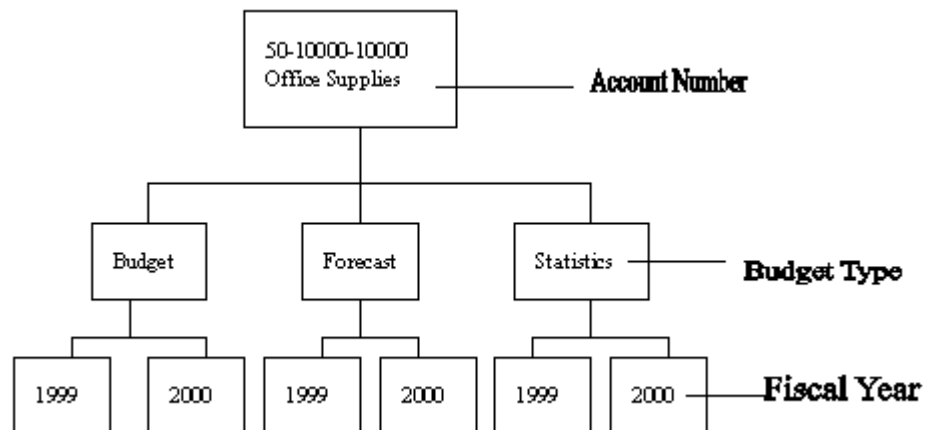 50-10000-10000
Office Supplies
Account Number
Budget
Forecast
Statistics
Budget Type
1999
2000
1999
2000
1999
2000
Fiscal Year